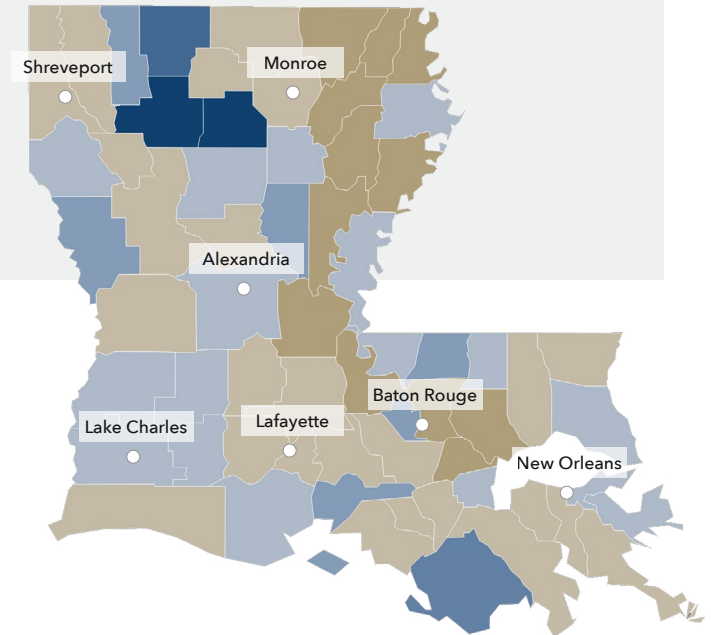 Shreveport
Monroe
Alexandria
Baton Rouge
Lake Charles
Lafayette
New Orleans